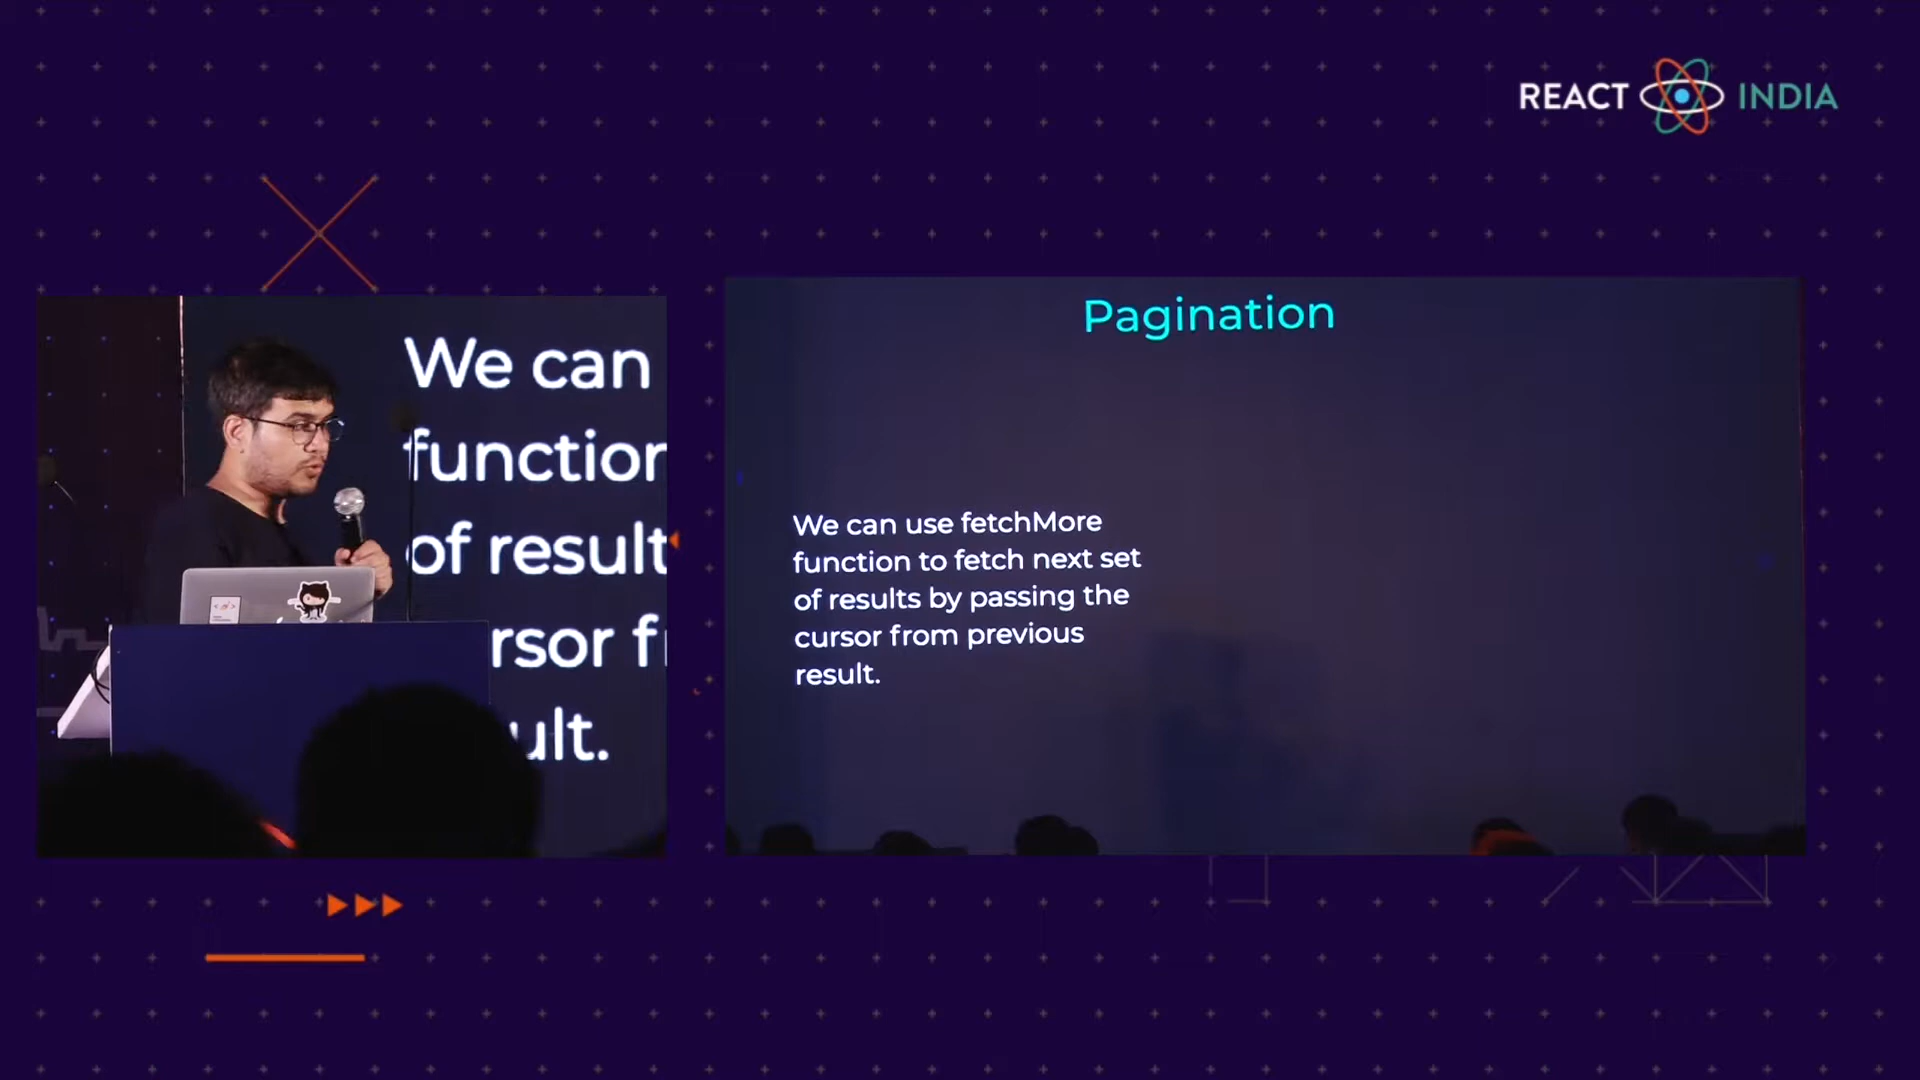 REACT INDIA
We can
function
of result
rsor f
ult.
Pagination
We can use fetchMore
function to fetch next set
of results by passing the
cursor from previous
result.